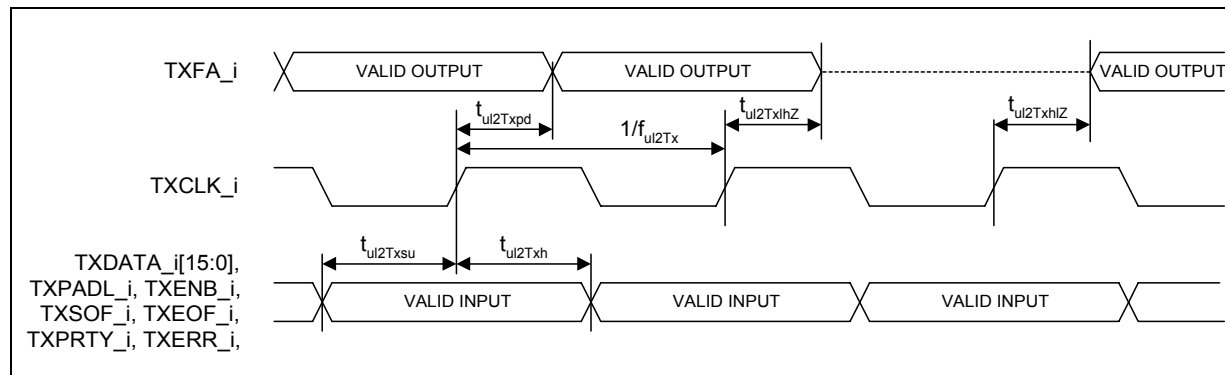 TXFA_i
VALID OUTPUT
VALID OUTPUT
VALID OUTPUT
tul2Txpd
tul2TxlhZ
tul2TxhlZ
1/ful2Tx
TXCLK_i
tul2Txsu
tul2Txh
TXDATA_i[15:0],
TXPADL_i, TXENB_i,
TXSOF_i, TXEOF_i,
TXPRTY_i, TXERR_i,
VALID INPUT
VALID INPUT
VALID INPUT